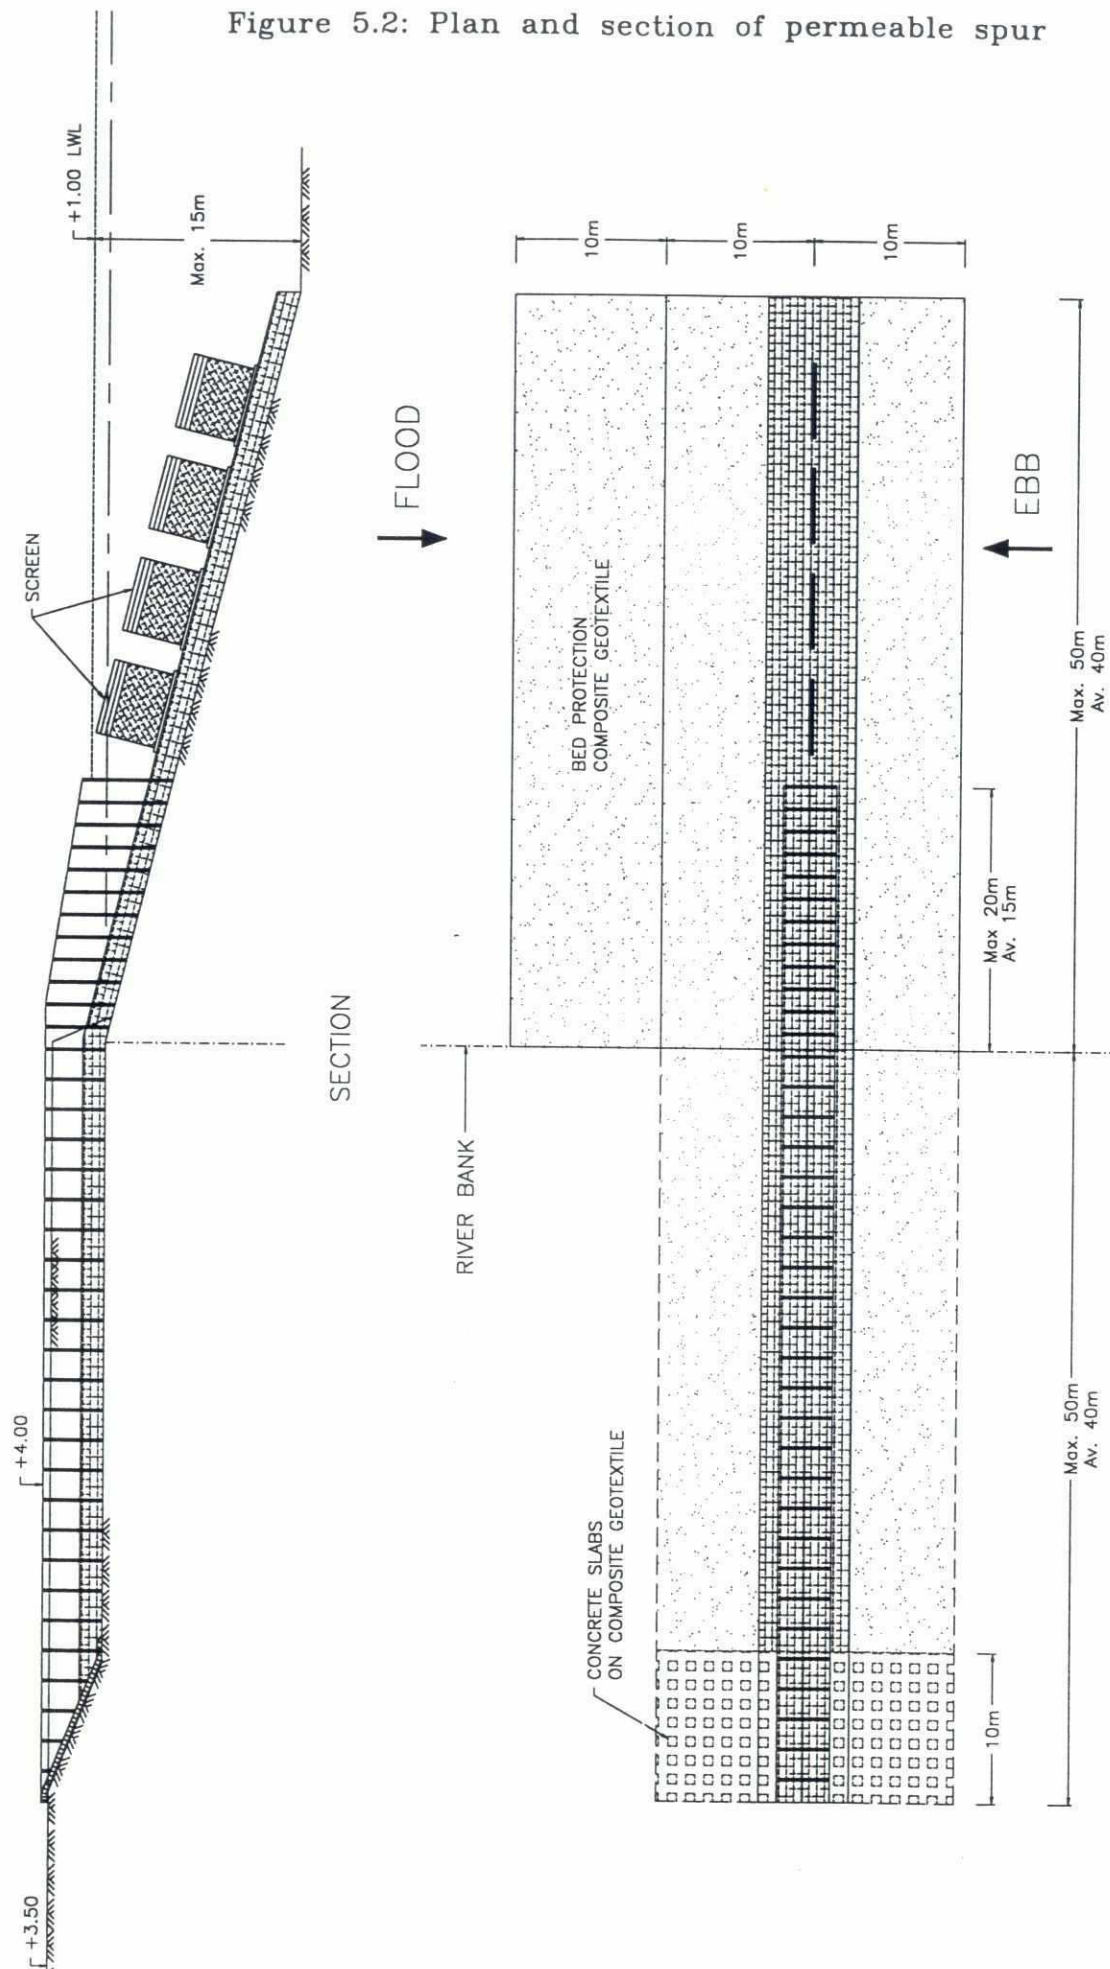 Figure 5.2: Plan and section of permeable spur
+1.00 LWL
Max. 15m
SCREEN
+4.00
+3.50
SECTION
FLOOD
EBB
RIVER BANK
BED PROTECTION
COMPOSITE GEOTEXTILE
CONCRETE SLABS
ON COMPOSITE GEOTEXTILE
10m
10m
10m
Max 20m
Av. 15m
10m
Max. 50m
Av. 40m
Max. 50m
Av. 40m